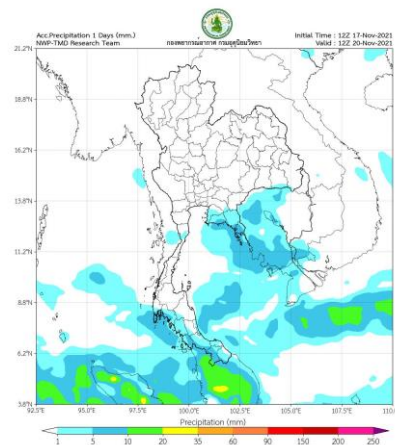 Acc.Precipitation 1 Days (mm.)
NWP-TMD Research Team
กองพยากรณ์อากาศ กรมอุตุนิยมวิทยา
Initial Time : 12Z 17-Nov-2021
Valid : 12Z 20-Nov-2021
21.2°N
18.8°N
16.2°N
13.8°N
11.2°N
8.8°N
6.2°N
3.8°N
92.5°E 95.0°E 97.5°E 100.0°E 102.5°E 105.0°E 107.5°E
Precipitation (mm)
1 5 10 20 35 60 90 150 200 250